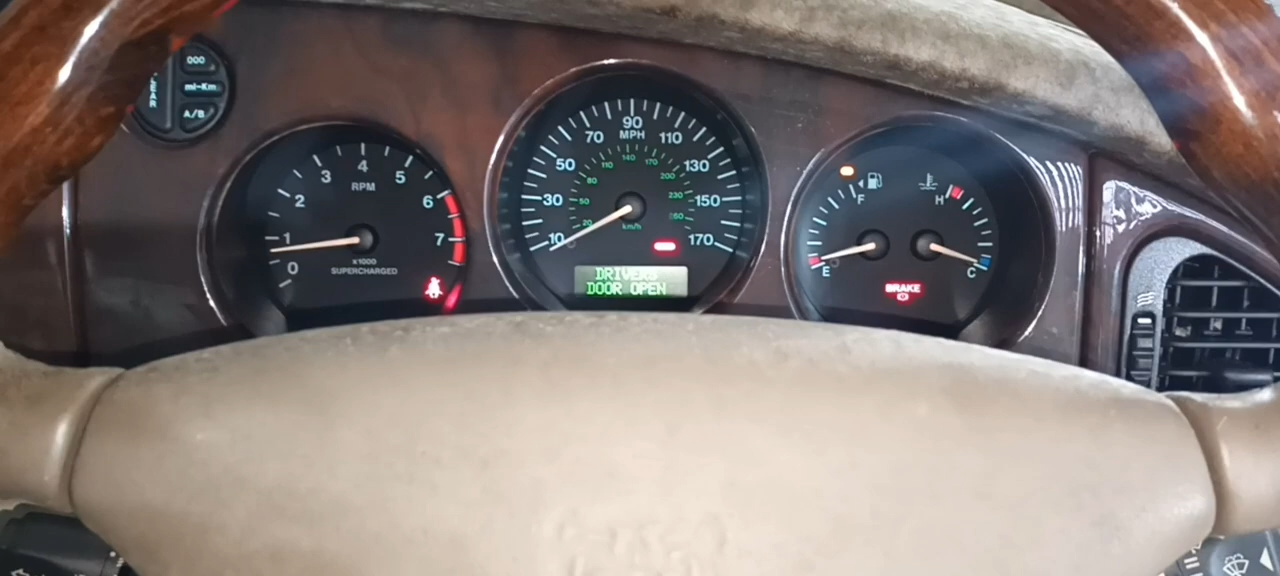 000
mi-Km
A/B
0
1
2
3
4
5
6
7
RPM
x1000
SUPERCHARGED
10
30
50
70
90
110
130
150
170
MPH
20
50
80
110
140
170
200
230
260
km/h
DRIVERS
DOOR OPEN
F
E
H
C
BRAKE